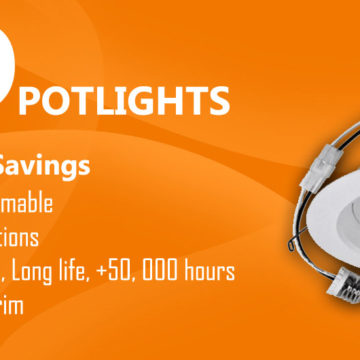 POTLIGHTS
Savings
mable
tions
, Long life, +50, 000 hours
rim